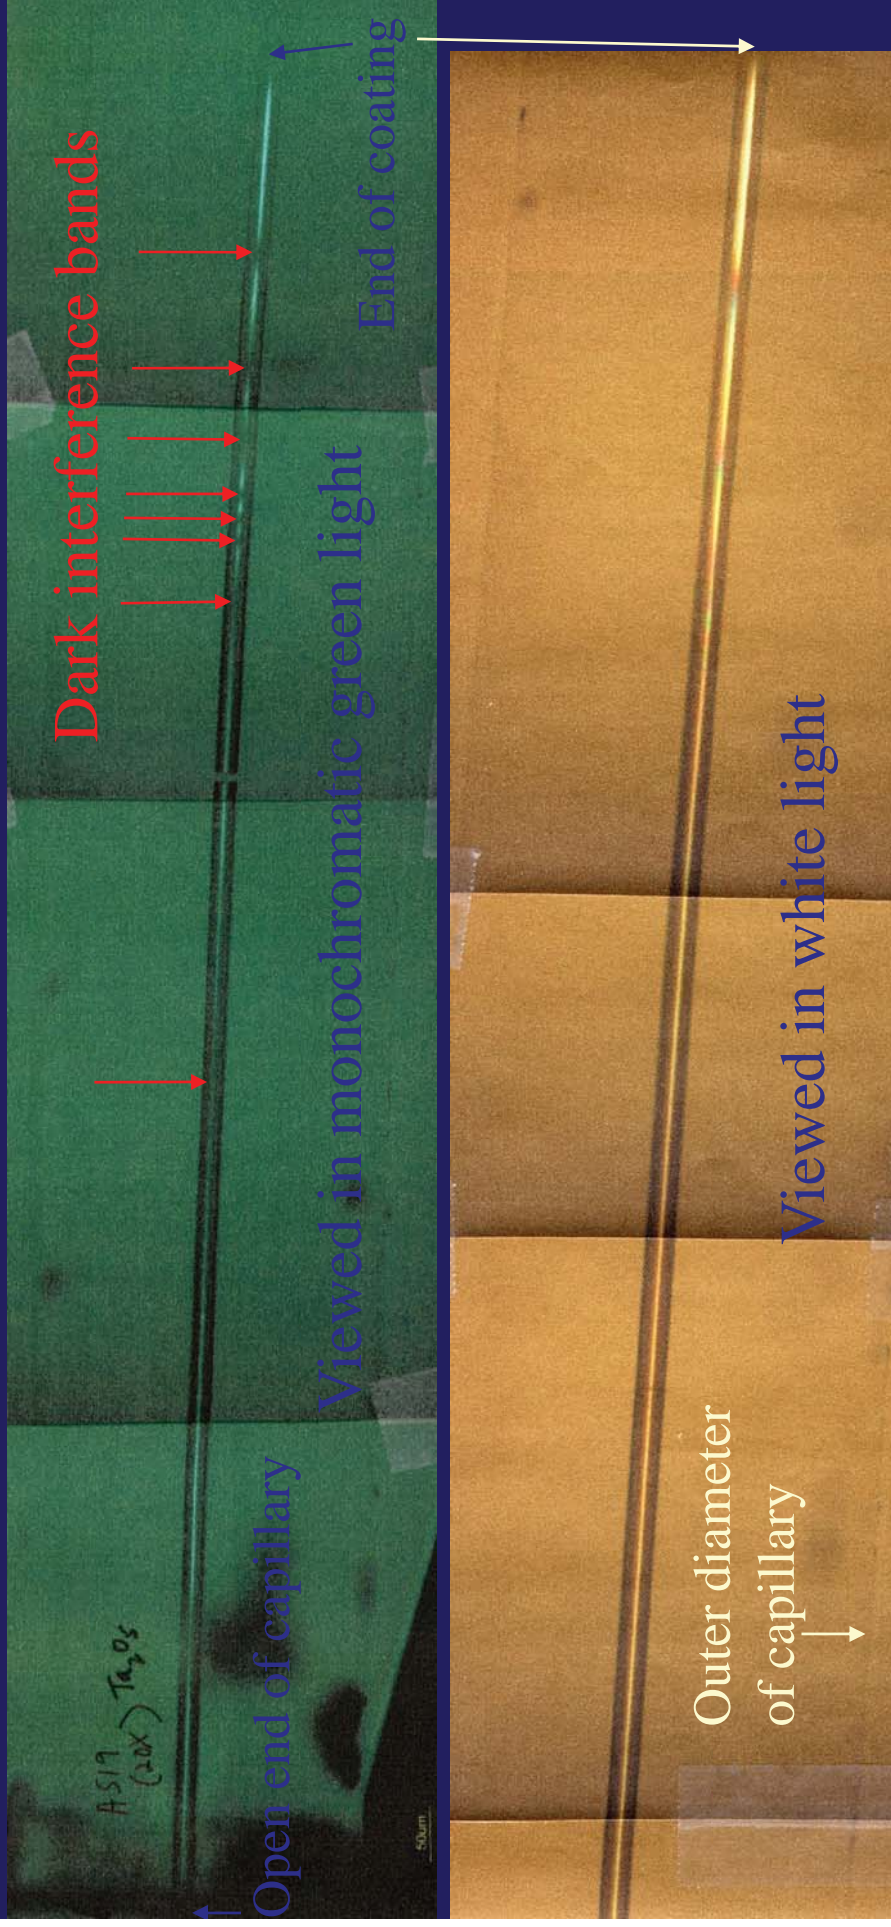 Dark interference bands
End of coating
Viewed in monochromatic green light
Open end of capillary
AS19
(20X) Ta2O5
50um
Viewed in white light
Outer diameter
of capillary